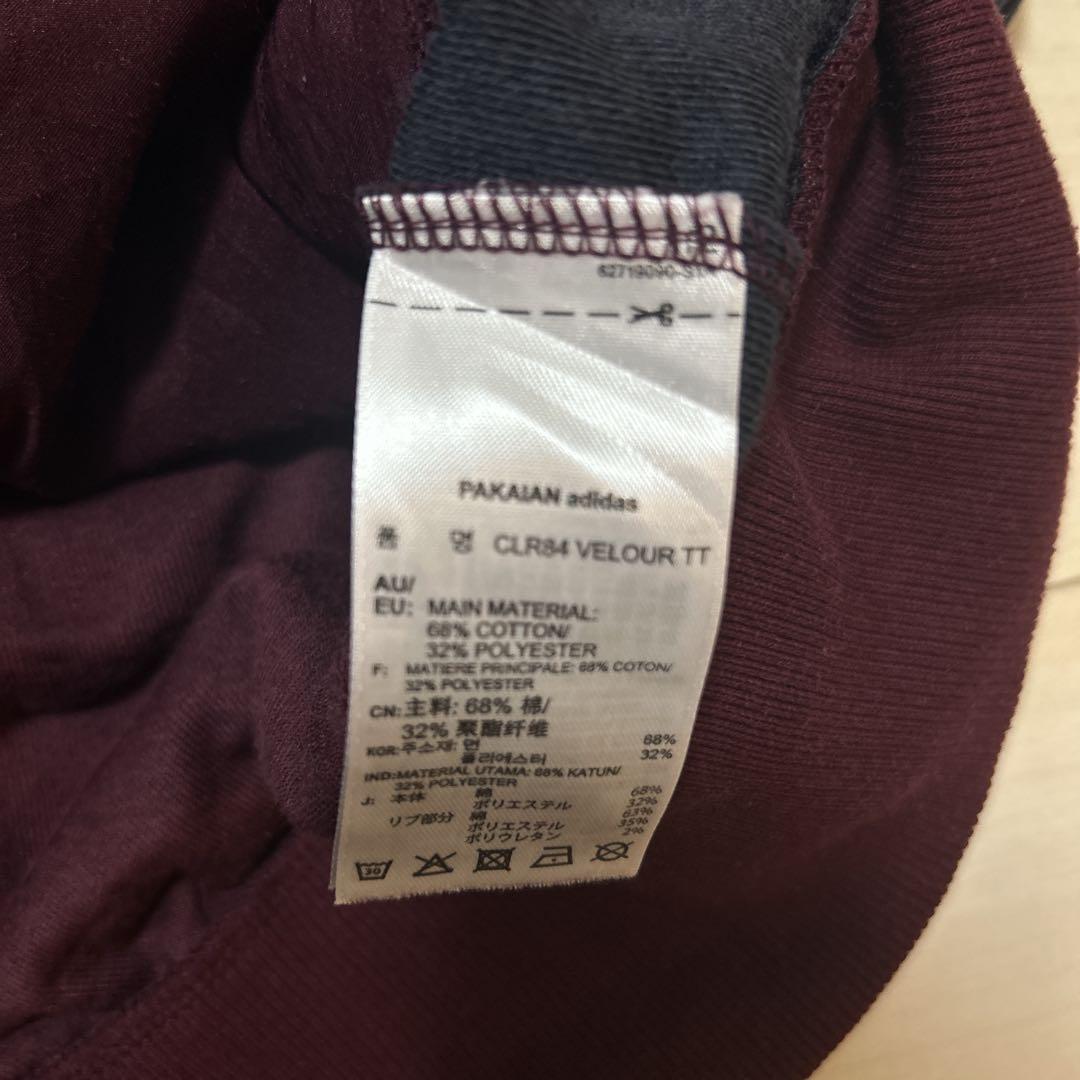 62719090-ST
PAKAIAN adidas
품 명 CLR84 VELOUR TT
AU/
EU: MAIN MATERIAL:
68% COTTON/
32% POLYESTER
F: MATIERE PRINCIPALE: 68% COTON/
32% POLYESTER
CN: 主料: 68% 棉/
32% 聚酯纤维
KOR: 주소재: 면 68%
폴리에스터 32%
IND: MATERIAL UTAMA: 68% KATUN/
32% POLYESTER
J: 本体 綿 68%
ポリエステル 32%
リブ部分 綿 63%
ポリエステル 35%
ポリウレタン 2%
30